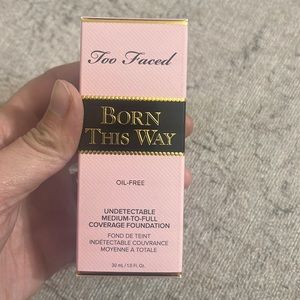 Too Faced
BORN
THIS WAY
OIL-FREE
UNDETECTABLE
MEDIUM-TO-FULL
COVERAGE FOUNDATION
FOND DE TEINT
INDÉTECTABLE COUVRANCE
MOYENNE À TOTALE
30 mL / 1.0 Fl. Oz.